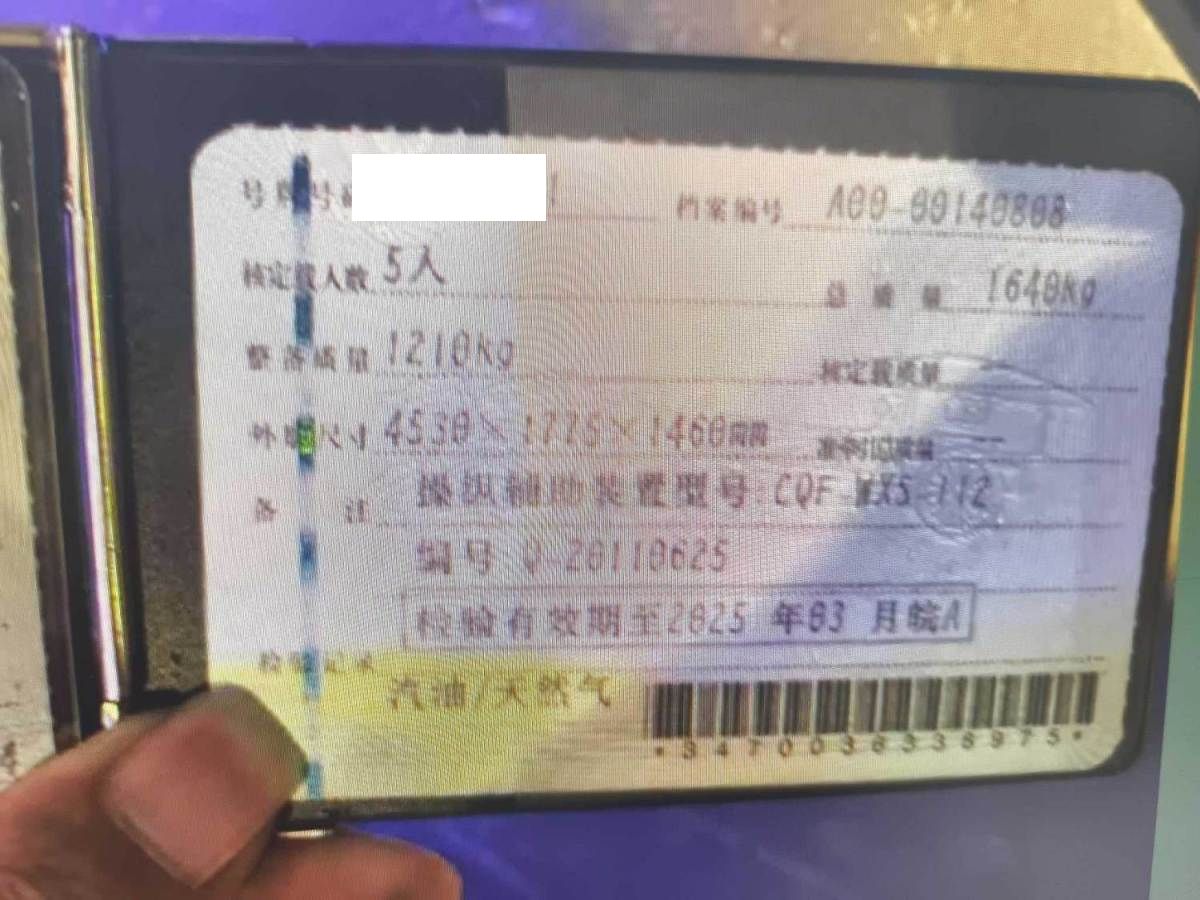 号牌号码 档案编号 A00-00140808
核定载人数 5人 总质量 1640kg
整备质量 1210kg 核定载质量
外廓尺寸 4530×1775×1460mm 准牵引总质量 --
备注 操纵辅助装置型号:CQF-WX5-112
编号 Q-20110625
检验有效期至2025年03月皖A
检验记录
汽油/天然气
*3470036338975*